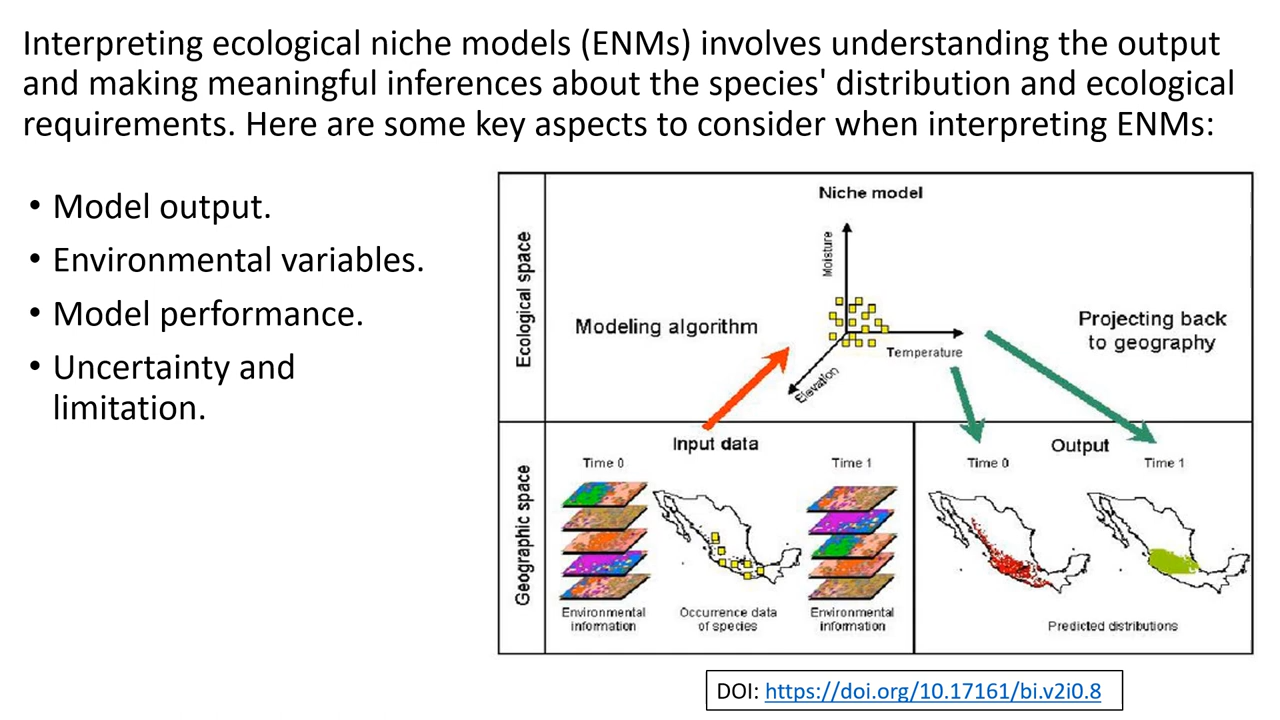 Interpreting ecological niche models (ENMs) involves understanding the output
and making meaningful inferences about the species' distribution and ecological
requirements. Here are some key aspects to consider when interpreting ENMs:
• Model output.
• Environmental variables.
• Model performance.
• Uncertainty and
limitation.
Ecological space
Niche model
Moisture
Modeling algorithm
Temperature
Elevation
Projecting back
to geography
Geographic space
Input data
Time 0
Time 1
Environmental
information
Occurrence data
of species
Environmental
information
Output
Time 0
Time 1
Predicted distributions
DOI: https://doi.org/10.17161/bi.v2i0.8